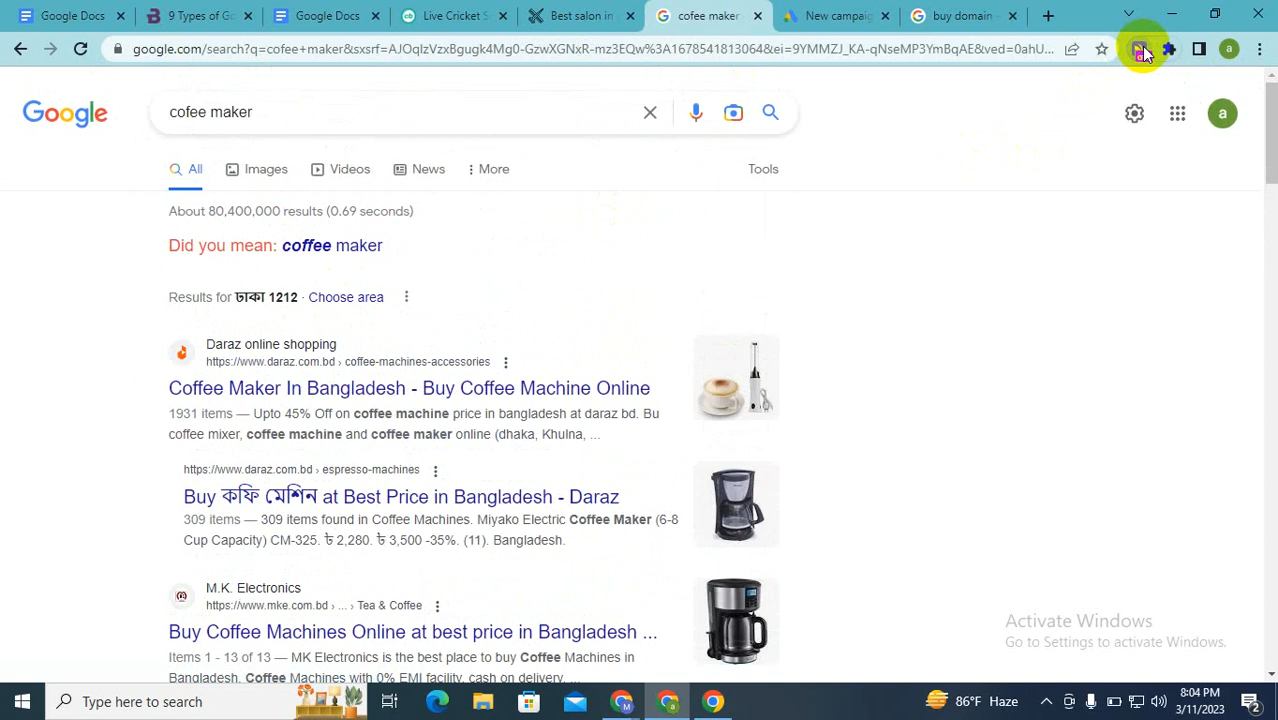 Google Docs
9 Types of Go
Google Docs
Live Cricket S
Best salon in
cofee maker
New campaig
buy domain -
google.com/search?q=cofee+maker&sxsrf=AJOqlzVzxBgugk4Mg0-GzwXGNxR-mz3EQw%3A1678541813064&ei=9YMMZJ_KA-qNseMP3YmBqAE&ved=0ahU...
a
Google
cofee maker
a
All
Images
Videos
News
More
Tools
About 80,400,000 results (0.69 seconds)
Did you mean: coffee maker
Results for ঢাকা 1212 · Choose area
Daraz online shopping
https://www.daraz.com.bd › coffee-machines-accessories
Coffee Maker In Bangladesh - Buy Coffee Machine Online
1931 items — Upto 45% Off on coffee machine price in bangladesh at daraz bd. Bu
coffee mixer, coffee machine and coffee maker online (dhaka, Khulna, ...
https://www.daraz.com.bd › espresso-machines
Buy কফি মেশিন at Best Price in Bangladesh - Daraz
309 items — 309 items found in Coffee Machines. Miyako Electric Coffee Maker (6-8
Cup Capacity) CM-325. ৳ 2,280. ৳ 3,500 -35%. (11). Bangladesh.
M.K. Electronics
https://www.mke.com.bd › ... › Tea & Coffee
Buy Coffee Machines Online at best price in Bangladesh ...
Items 1 - 13 of 13 — MK Electronics is the best place to buy Coffee Machines in
Bangladesh. Coffee Machines with 0% EMI facility, cash on delivery, ...
Activate Windows
Go to Settings to activate Windows.
Type here to search
M
a
86°F Haze
8:04 PM
3/11/2023
2